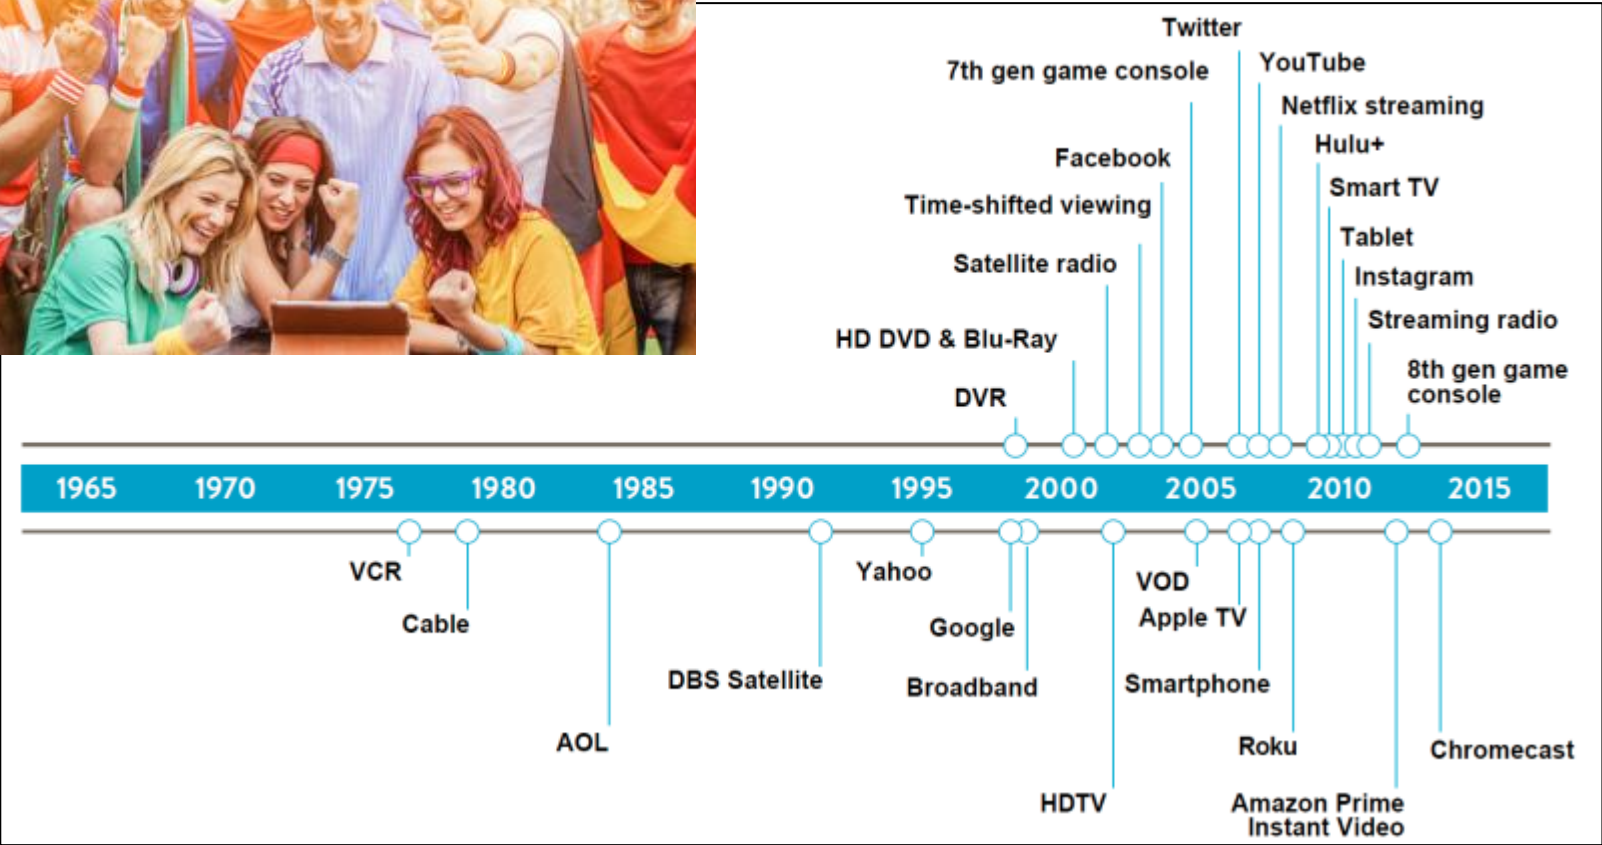 Twitter
7th gen game console
YouTube
Netflix streaming
Hulu+
Facebook
Smart TV
Time-shifted viewing
Tablet
Satellite radio
Instagram
Streaming radio
HD DVD & Blu-Ray
8th gen game
console
DVR
1965 1970 1975 1980 1985 1990 1995 2000 2005 2010 2015
VCR
Yahoo
VOD
Cable
Google
Apple TV
DBS Satellite
Broadband
Smartphone
AOL
Roku
Chromecast
HDTV
Amazon Prime
Instant Video